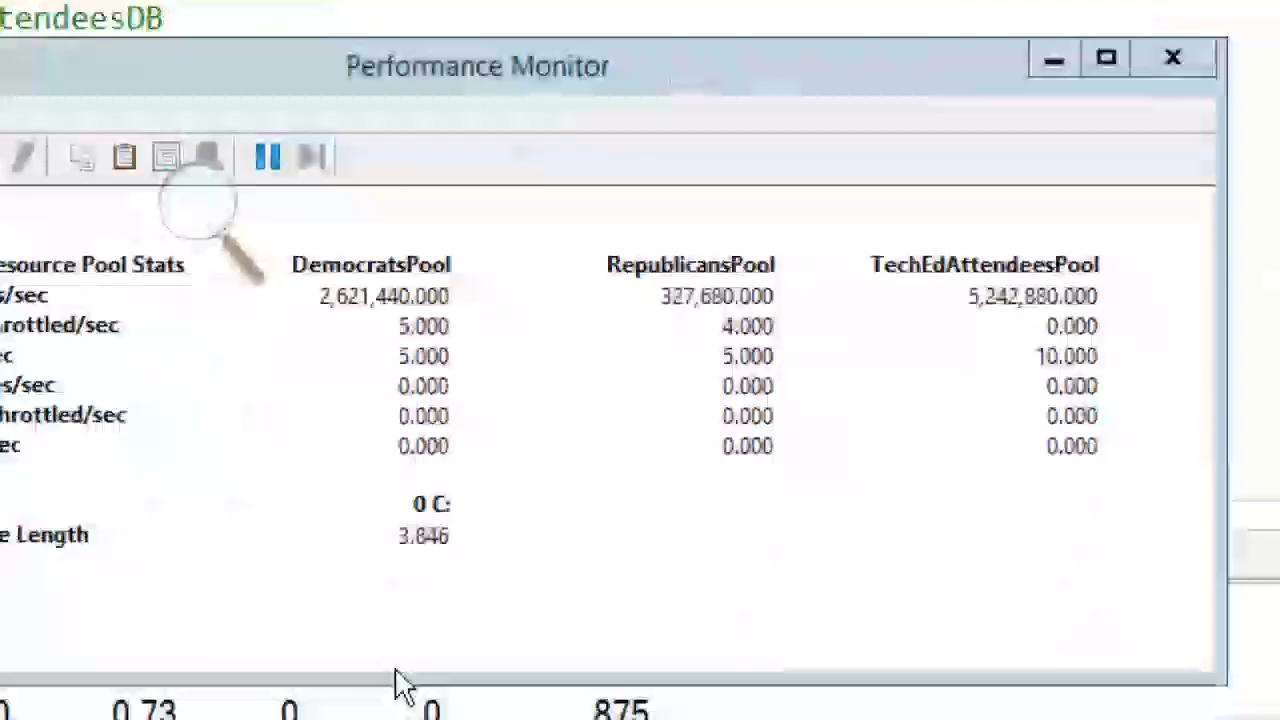 tendeesDB
Performance Monitor
esource Pool Stats DemocratsPool RepublicansPool TechEdAttendeesPool
s/sec 2,621,440.000 327,680.000 5,242,880.000
rottled/sec 5.000 4.000 0.000
ec 5.000 5.000 10.000
s/sec 0.000 0.000 0.000
hrottled/sec 0.000 0.000 0.000
ec 0.000 0.000 0.000
0 C:
e Length 3.846
0.73 0 0 875